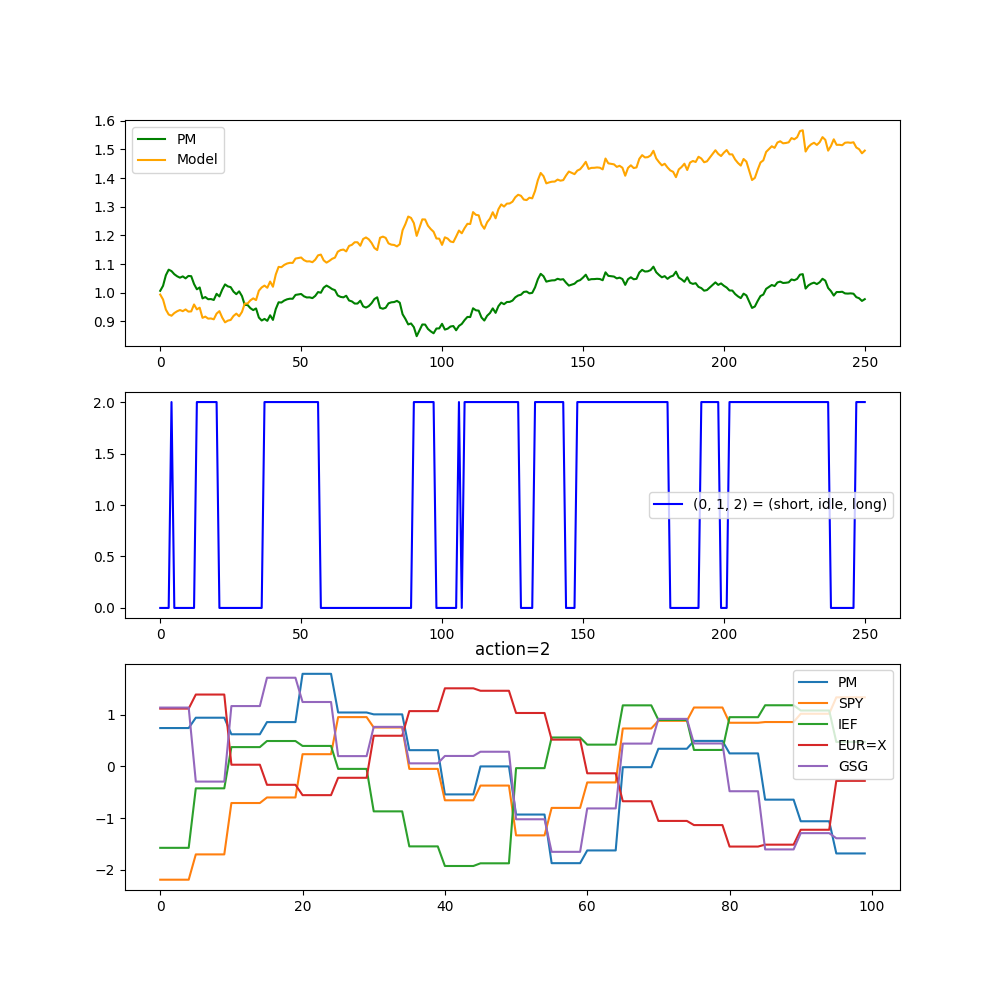 1.6
1.5
1.4
1.3
1.2
1.1
1.0
0.9
PM
Model
0 50 100 150 200 250
2.0
1.5
1.0
0.5
0.0
(0, 1, 2) = (short, idle, long)
0 50 100 150 200 250
action=2
1
0
−1
−2
PM
SPY
IEF
EUR=X
GSG
0 20 40 60 80 100